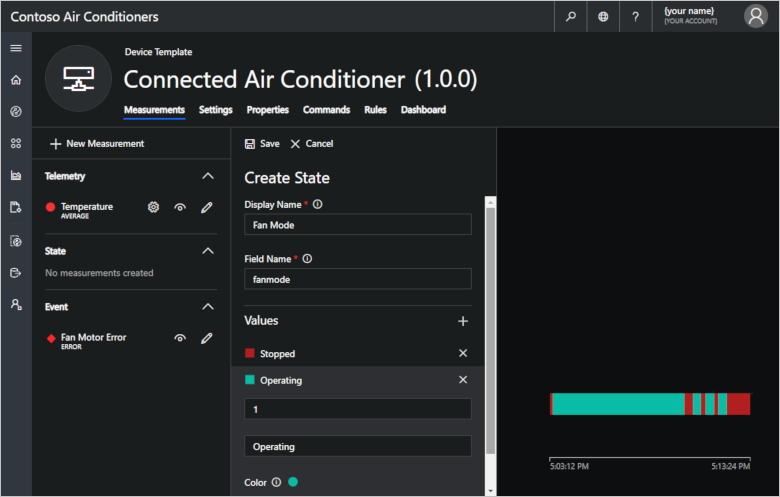 Contoso Air Conditioners
?
{your name}
{YOUR ACCOUNT}
Device Template
Connected Air Conditioner (1.0.0)
Measurements Settings Properties Commands Rules Dashboard
New Measurement
Save Cancel
Telemetry
Temperature
AVERAGE
State
No measurements created
Event
Fan Motor Error
ERROR
Create State
Display Name *
Fan Mode
Field Name *
fanmode
Values
Stopped
Operating
1
Operating
Color
5:03:12 PM 5:13:24 PM